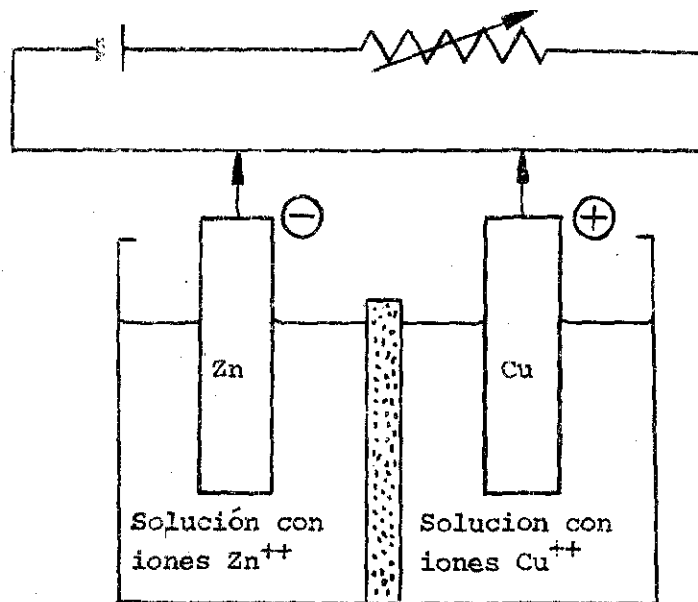 −
+
Zn
Cu
Solución con
iones Zn++
Solucion con
iones Cu++